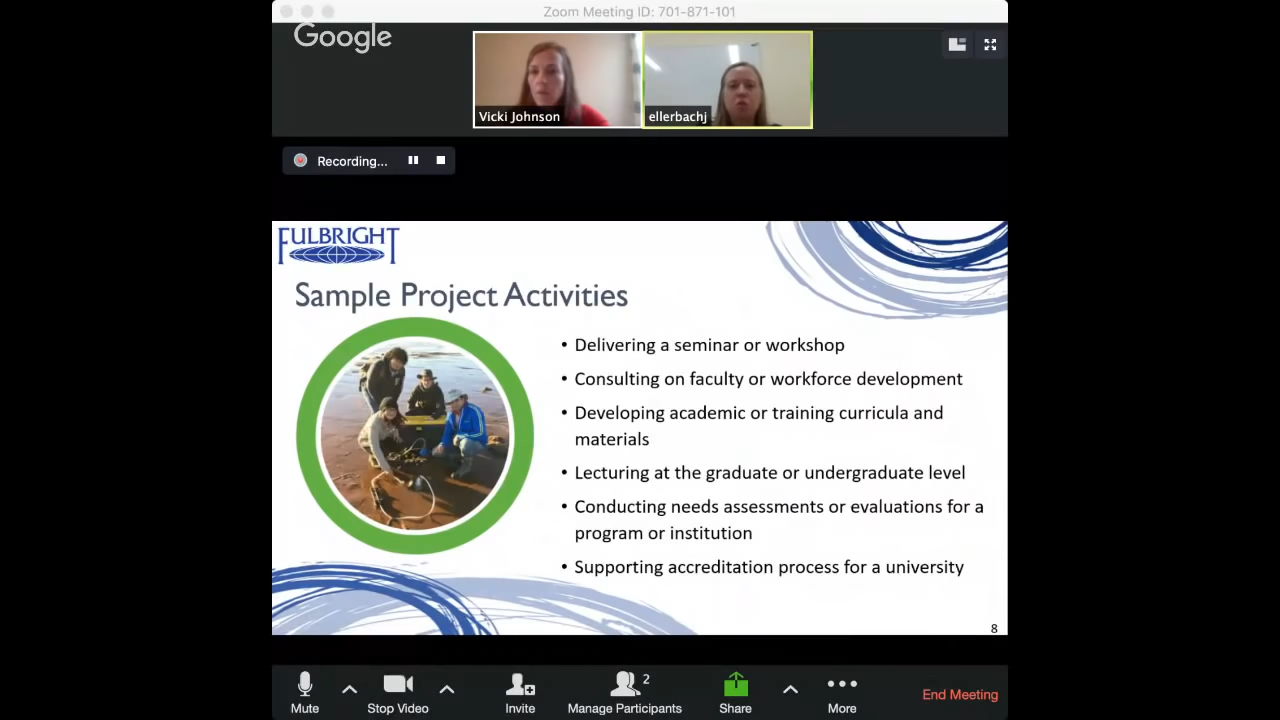 Zoom Meeting ID: 701-871-101
Google
Vicki Johnson
ellerbachj
Recording...
FULBRIGHT
Sample Project Activities
• Delivering a seminar or workshop
• Consulting on faculty or workforce development
• Developing academic or training curricula and
materials
• Lecturing at the graduate or undergraduate level
• Conducting needs assessments or evaluations for a
program or institution
• Supporting accreditation process for a university
8
Mute
Stop Video
Invite
2
Manage Participants
Share
More
End Meeting